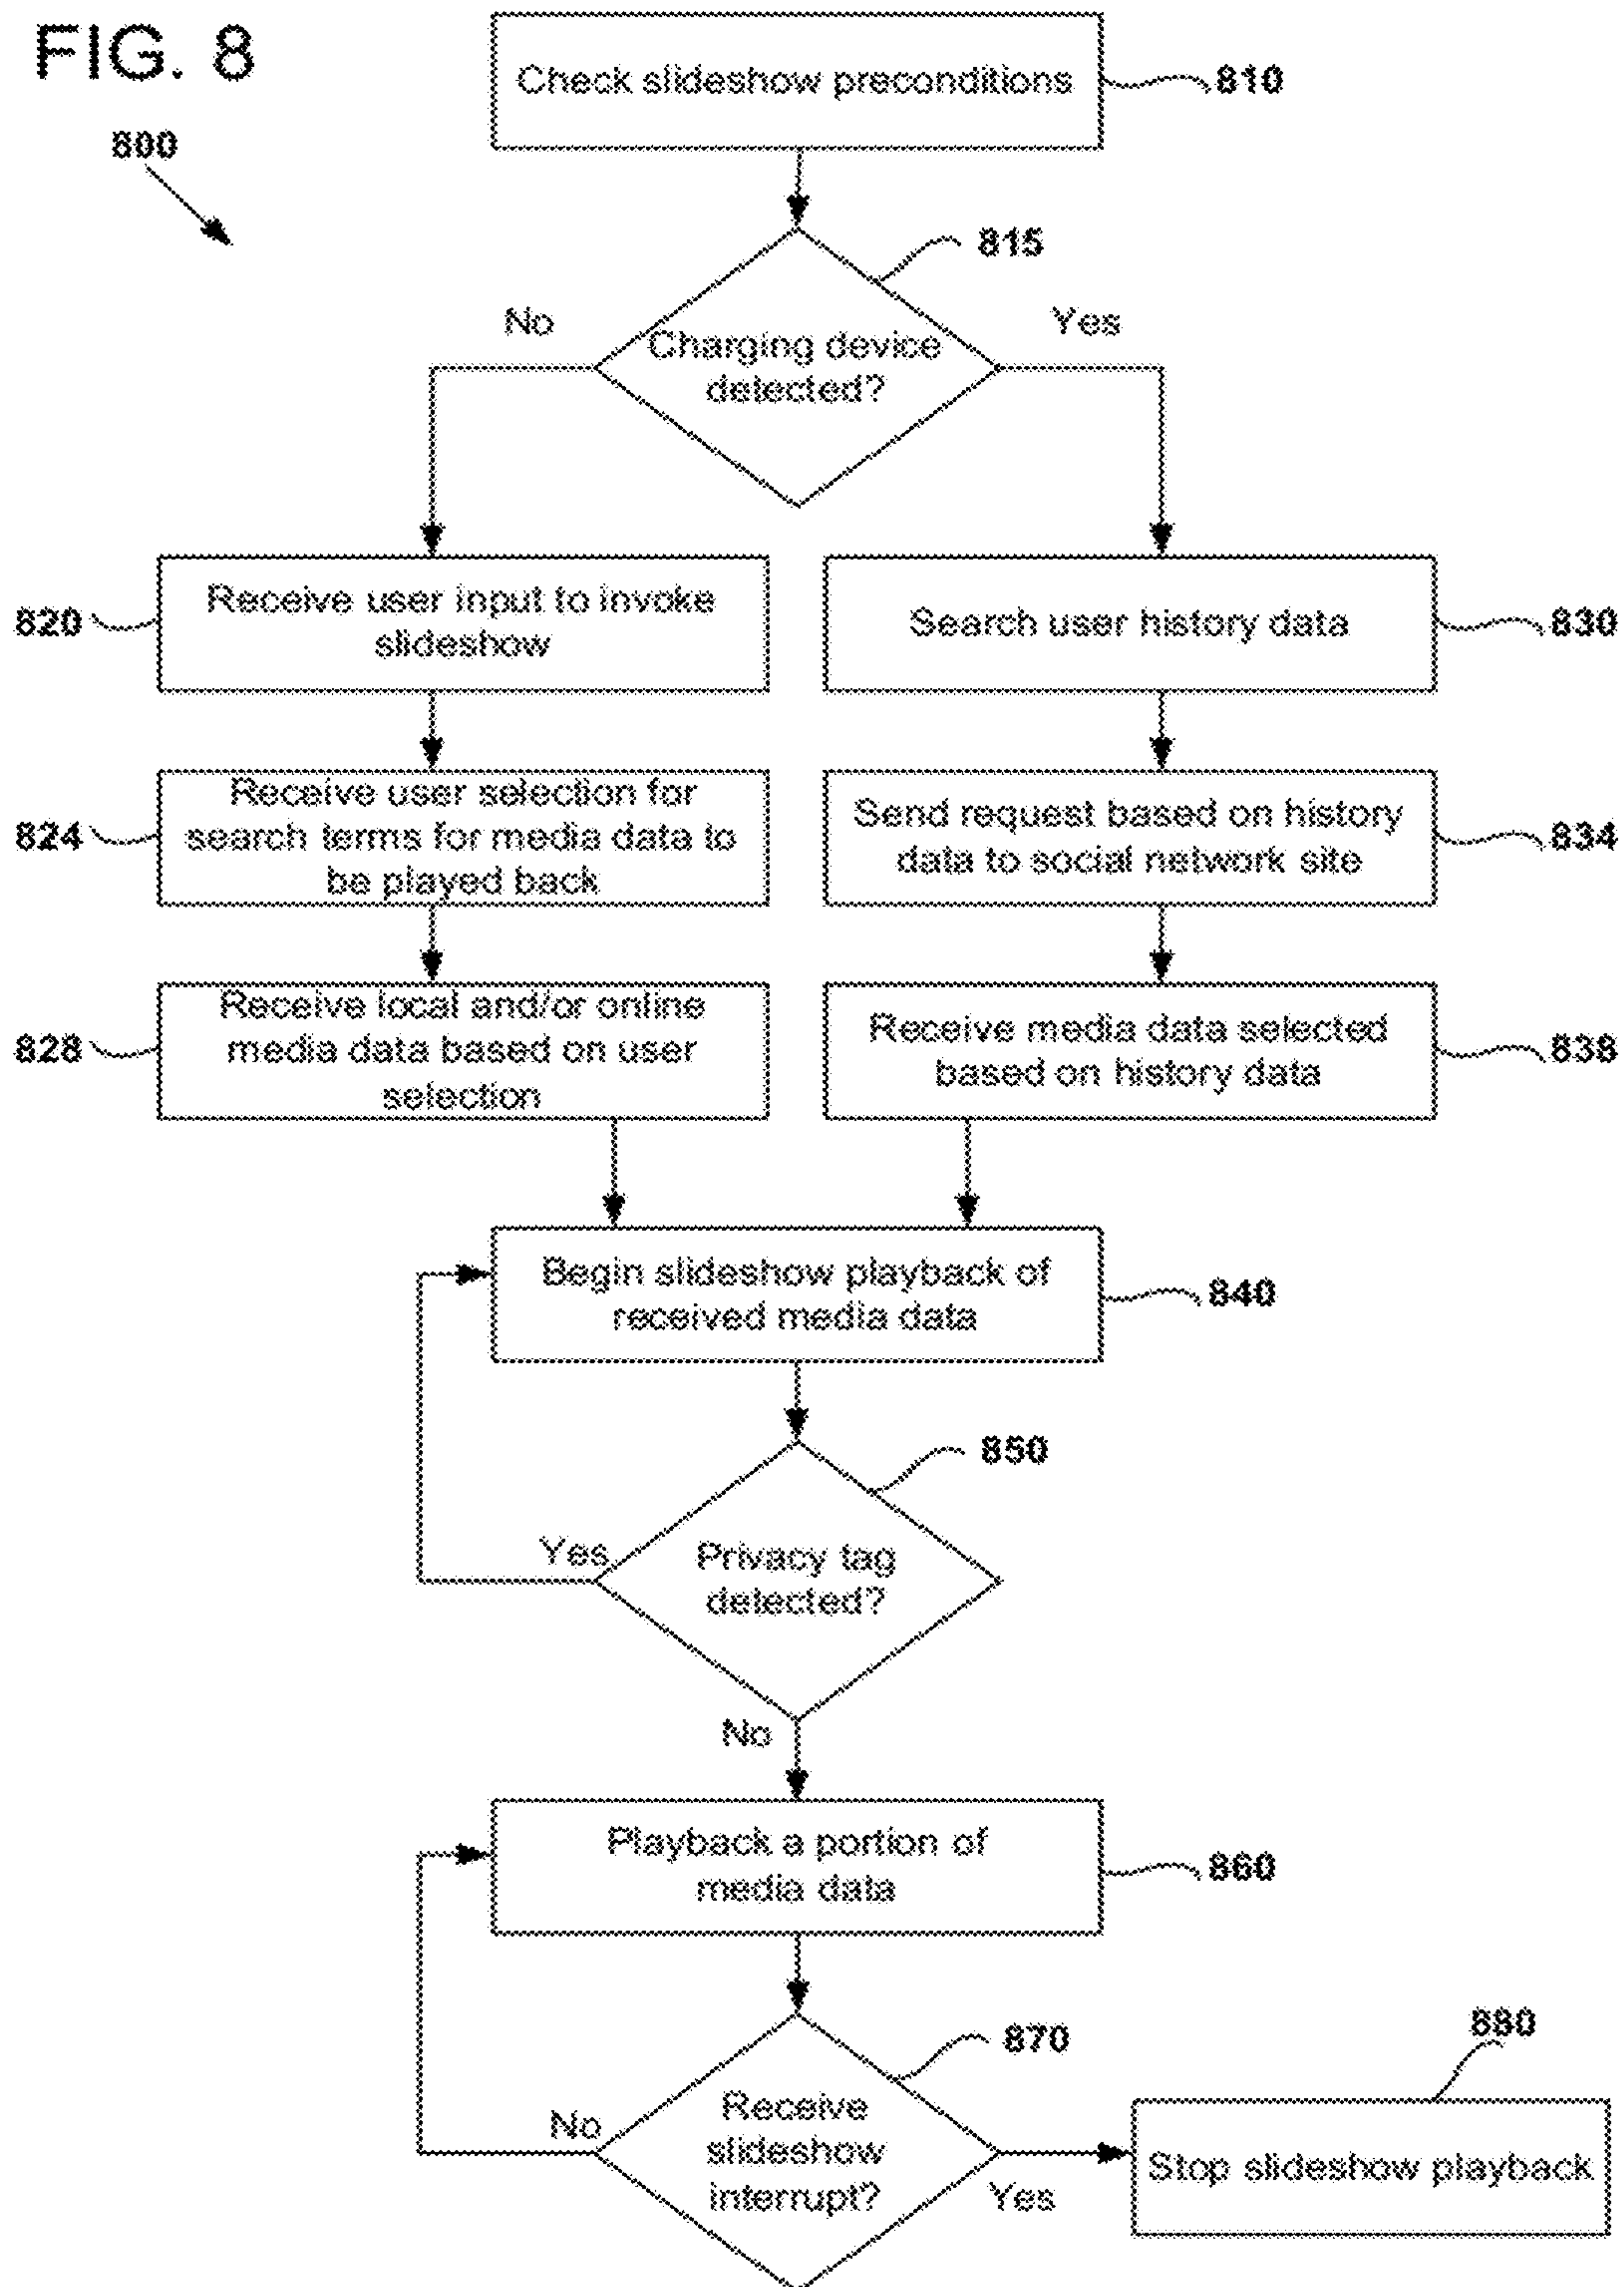 FIG. 8
800
Check slideshow preconditions
810
815
No
Yes
Charging device
detected?
820
Receive user input to invoke
slideshow
Search user history data
830
824
Receive user selection for
search terms for media data to
be played back
Send request based on history
data to social network site
834
828
Receive local and/or online
media data based on user
selection
Receive media data selected
based on history data
838
Begin slideshow playback of
received media data
840
850
Yes
Privacy tag
detected?
No
Playback a portion of
media data
860
870
880
No
Receive
slideshow
interrupt?
Yes
Stop slideshow playback